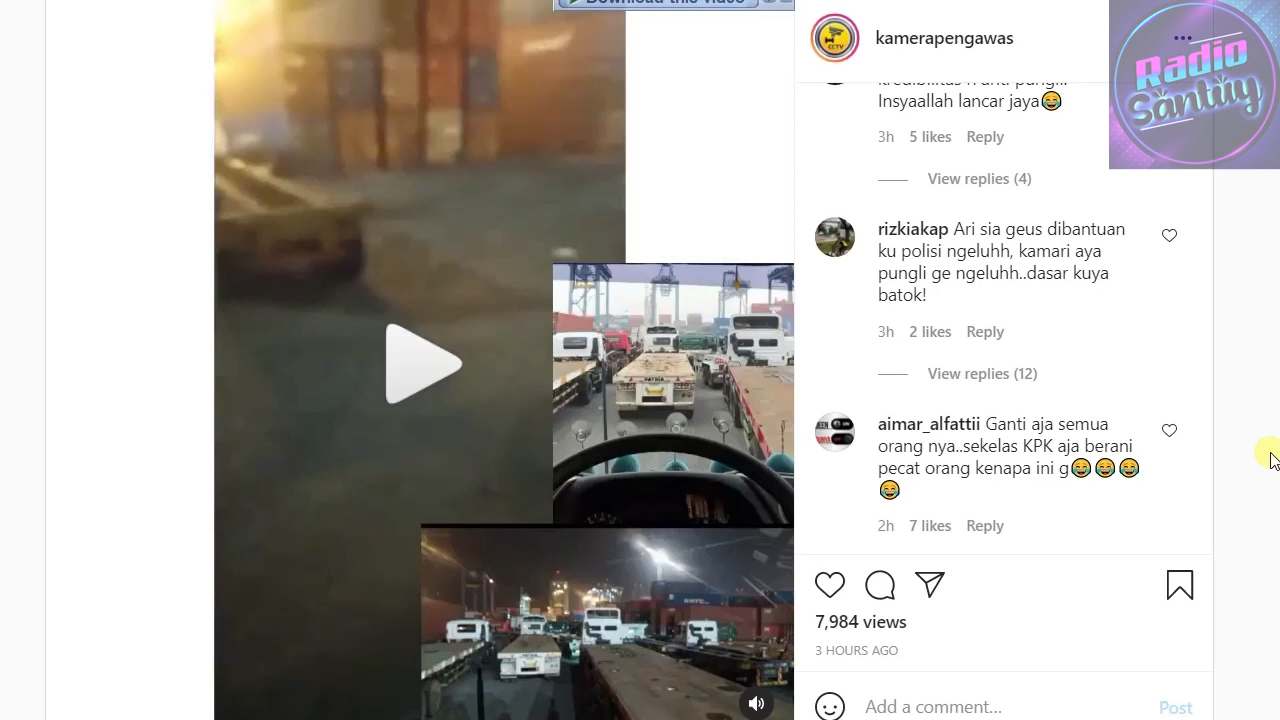 Download this video
kamerapengawas
CCTV
Radio
Santuy
Insyaallah lancar jaya😂
3h 5 likes Reply
View replies (4)
rizkiakap Ari sia geus dibantuan
ku polisi ngeluhh, kamari aya
pungli ge ngeluhh..dasar kuya
batok!
3h 2 likes Reply
View replies (12)
aimar_alfattii Ganti aja semua
orang nya..sekelas KPK aja berani
pecat orang kenapa ini g😂😂😂
😂
2h 7 likes Reply
7,984 views
3 HOURS AGO
Add a comment...
Post
PATRIA